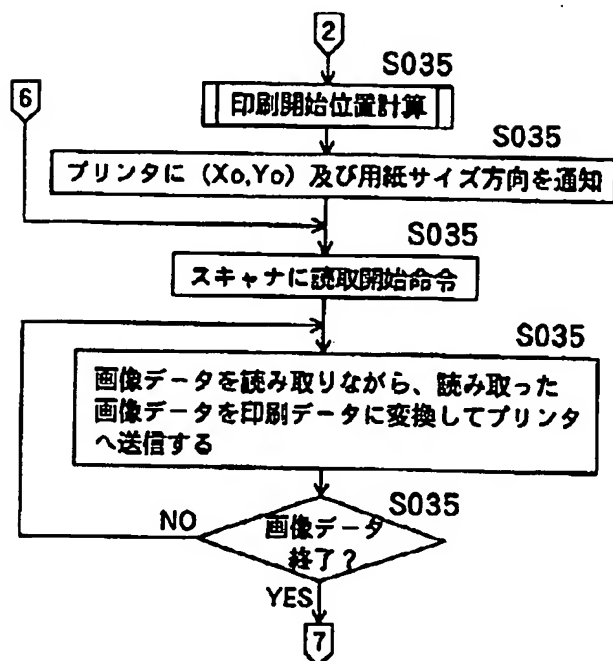 2
S035
6
印刷開始位置計算
S035
プリンタに(Xo,Yo)及び用紙サイズ方向を通知
S035
スキャナに読取開始命令
S035
画像データを読み取りながら、読み取った
画像データを印刷データに変換してプリンタ
へ送信する
S035
NO
画像データ
終了?
YES
7